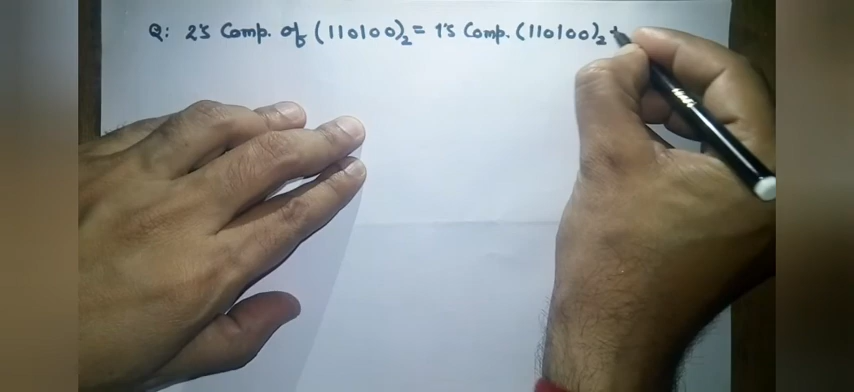 Q: 2's Comp. of (110100)₂ = 1's Comp. (110100)₂ +